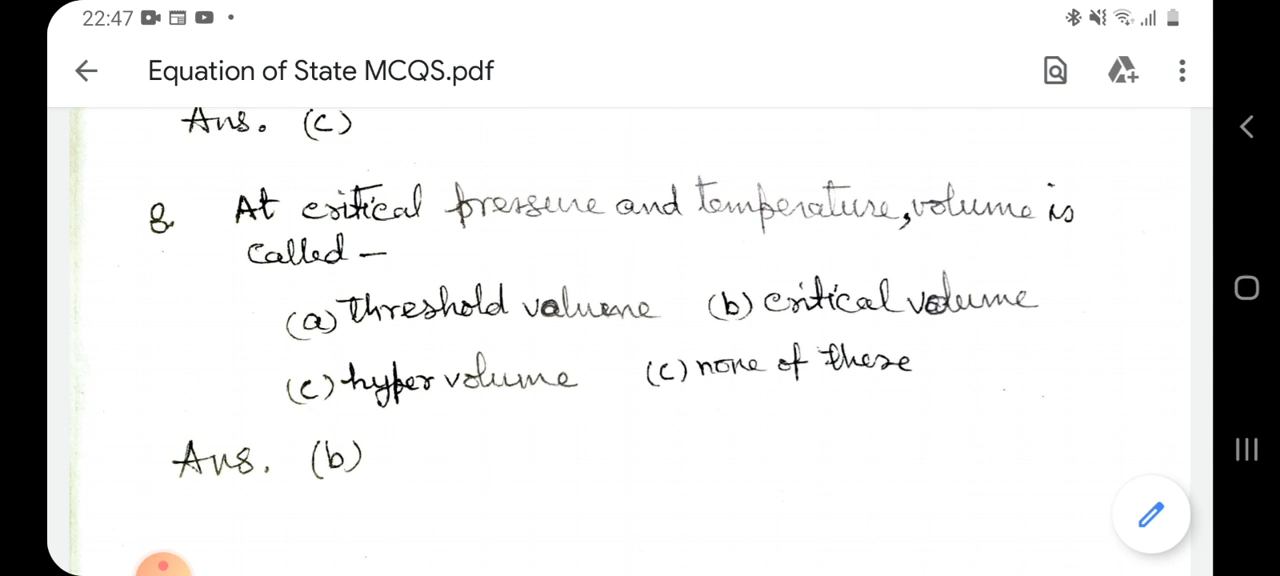 22:47
Equation of State MCQS.pdf
Ans. (c)
8. At critical pressure and temperature, volume is
called —
(a) Threshold volume (b) critical volume
(c) hyper volume (c) none of these
Ans. (b)